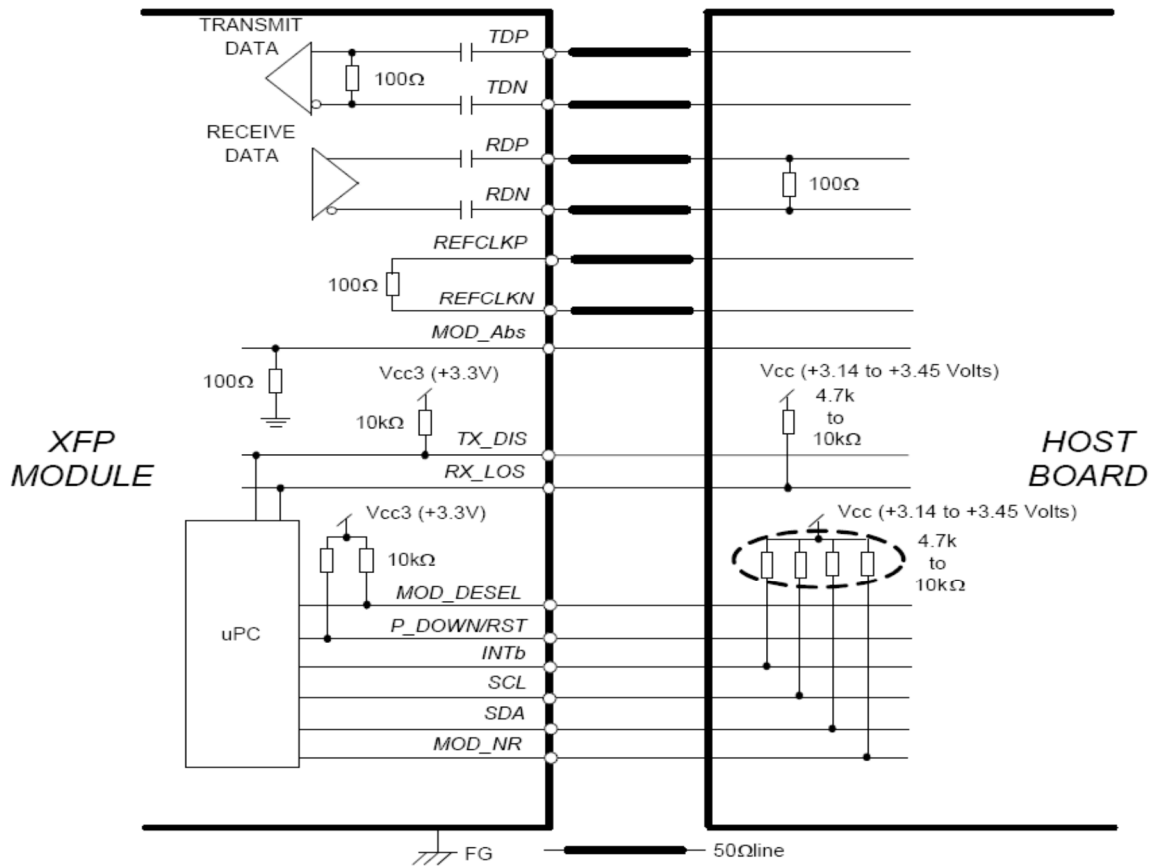 TRANSMIT
DATA
TDP
100Ω
TDN
RECEIVE
DATA
RDP
RDN
100Ω
REFCLKP
100Ω
REFCLKN
MOD_Abs
100Ω
Vcc3 (+3.3V)
10kΩ
Vcc (+3.14 to +3.45 Volts)
4.7k
to
10kΩ
TX_DIS
RX_LOS
XFP
MODULE
HOST
BOARD
Vcc3 (+3.3V)
10kΩ
Vcc (+3.14 to +3.45 Volts)
4.7k
to
10kΩ
MOD_DESEL
uPC
P_DOWN/RST
INTb
SCL
SDA
MOD_NR
FG
50Ωline